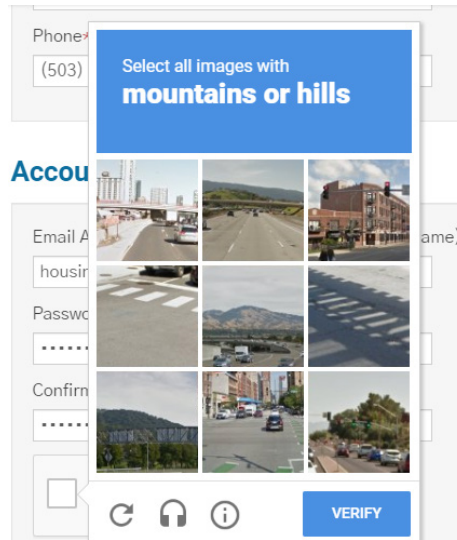 Phone*
(503)
Select all images with
mountains or hills
Accou
Email A
ame)
housin
Passwo
Confirm
VERIFY